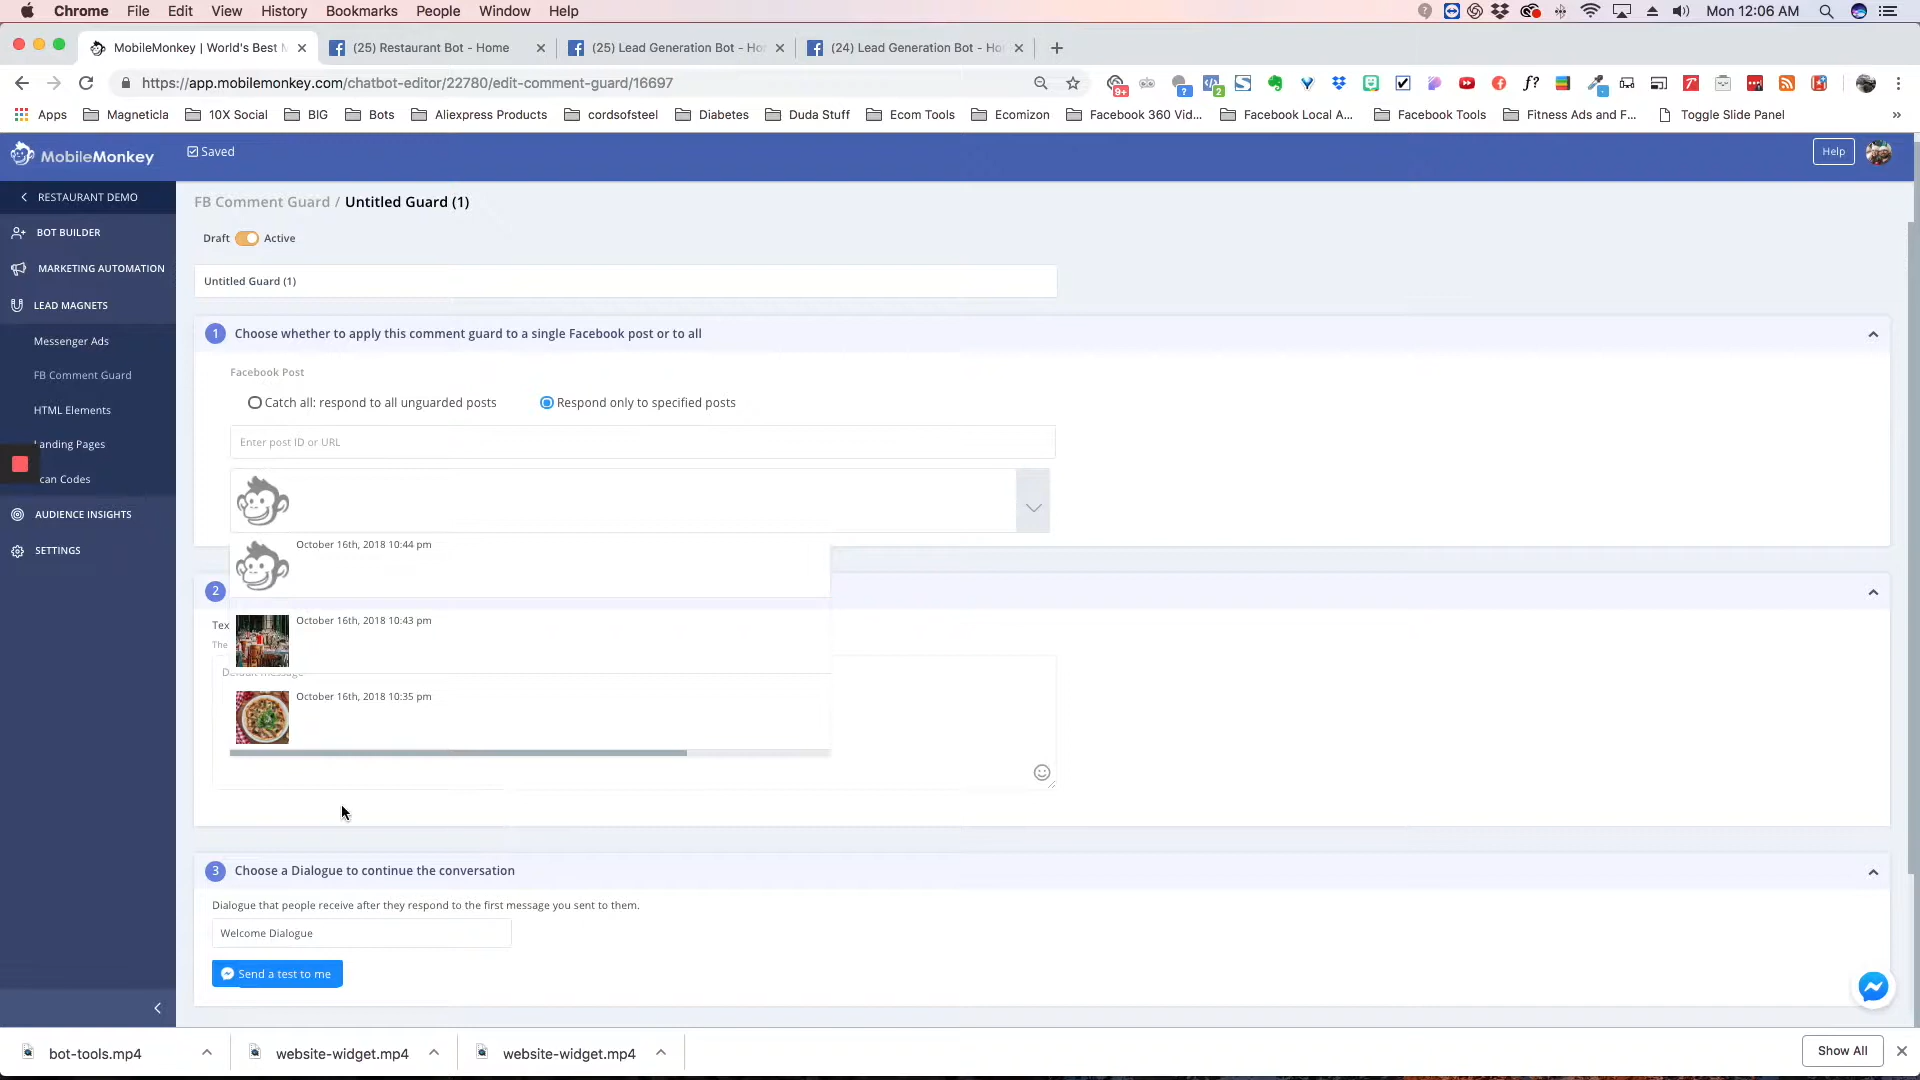 Chrome File Edit View History Bookmarks People Window Help Mon 12:06 AM
MobileMonkey | World's Best M (25) Restaurant Bot - Home (25) Lead Generation Bot - Ho (24) Lead Generation Bot - Ho
https://app.mobilemonkey.com/chatbot-editor/22780/edit-comment-guard/16697
Apps Magneticla 10X Social BIG Bots Aliexpress Products cordsofsteel Diabetes Duda Stuff Ecom Tools Ecomizon Facebook 360 Vid... Facebook Local A... Facebook Tools Fitness Ads and F... Toggle Slide Panel »
MobileMonkey Saved Help
RESTAURANT DEMO
BOT BUILDER
MARKETING AUTOMATION
LEAD MAGNETS
Messenger Ads
FB Comment Guard
HTML Elements
anding Pages
can Codes
AUDIENCE INSIGHTS
SETTINGS
FB Comment Guard / Untitled Guard (1)
Draft Active
Untitled Guard (1)
1 Choose whether to apply this comment guard to a single Facebook post or to all
Facebook Post
Catch all: respond to all unguarded posts Respond only to specified posts
Enter post ID or URL
October 16th, 2018 10:44 pm
2
October 16th, 2018 10:43 pm
Tex
The
Default message
October 16th, 2018 10:35 pm
3 Choose a Dialogue to continue the conversation
Dialogue that people receive after they respond to the first message you sent to them.
Welcome Dialogue
Send a test to me
bot-tools.mp4 website-widget.mp4 website-widget.mp4 Show All